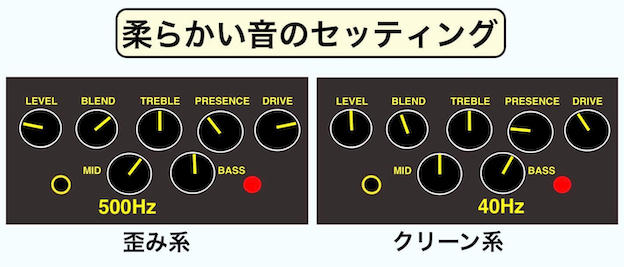 柔らかい音のセッティング
LEVEL BLEND TREBLE PRESENCE DRIVE
MID BASS
500Hz
歪み系
LEVEL BLEND TREBLE PRESENCE DRIVE
MID BASS
40Hz
クリーン系